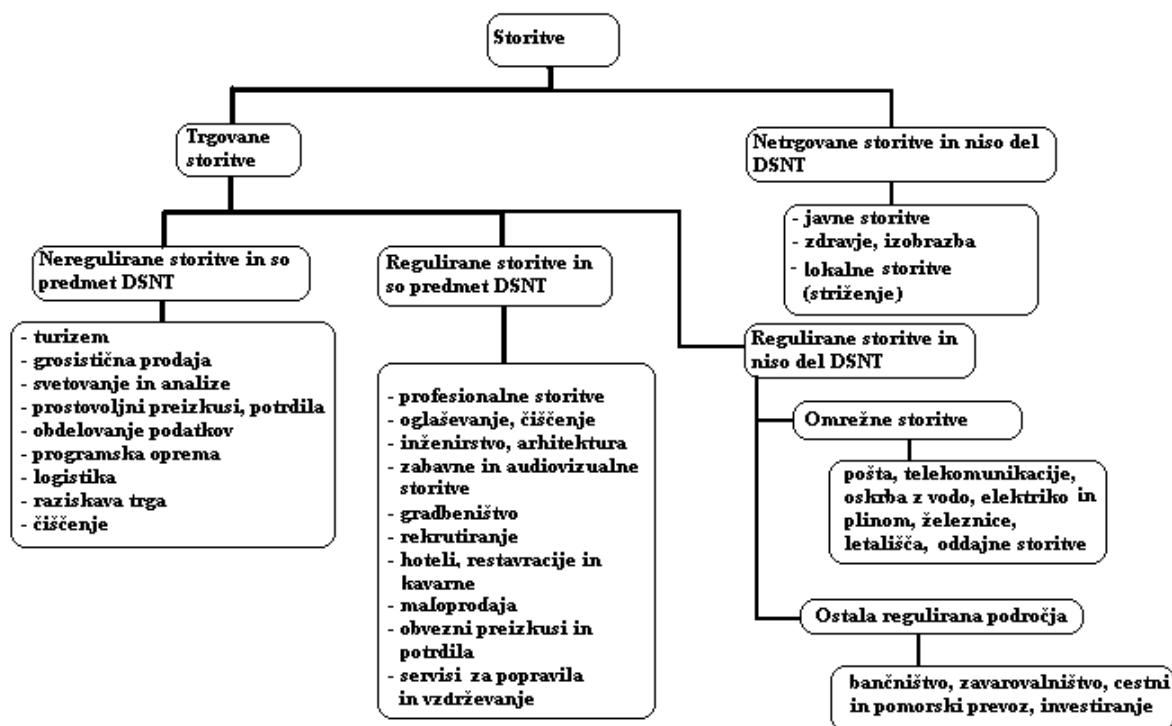 Storitve
Trgovane
storitve
Netrgovane storitve in niso del
DSNT
- javne storitve
- zdravje, izobrazba
- lokalne storitve
(striženje)
Neregulirane storitve in so
predmet DSNT
- turizem
- grosistična prodaja
- svetovanje in analize
- prostovoljni preizkusi, potrdila
- obdelovanje podatkov
- programska oprema
- logistika
- raziskava trga
- čiščenje
Regulirane storitve in
so predmet DSNT
- profesionalne storitve
- oglaševanje, čiščenje
- inženirstvo, arhitektura
- zabavne in audiovizualne
storitve
- gradbeništvo
- rekrutiranje
- hoteli, restavracije in
kavarne
- maloprodaja
- obvezni preizkusi in
potrdila
- servisi za popravila
in vzdrževanje
Regulirane storitve in
niso del DSNT
Omrežne storitve
pošta, telekomunikacije,
oskrba z vodo, elektriko in
plinom, železnice,
letališča, oddajne storitve
Ostala regulirana področja
bančništvo, zavarovalništvo, cestni
in pomorski prevoz, investiranje